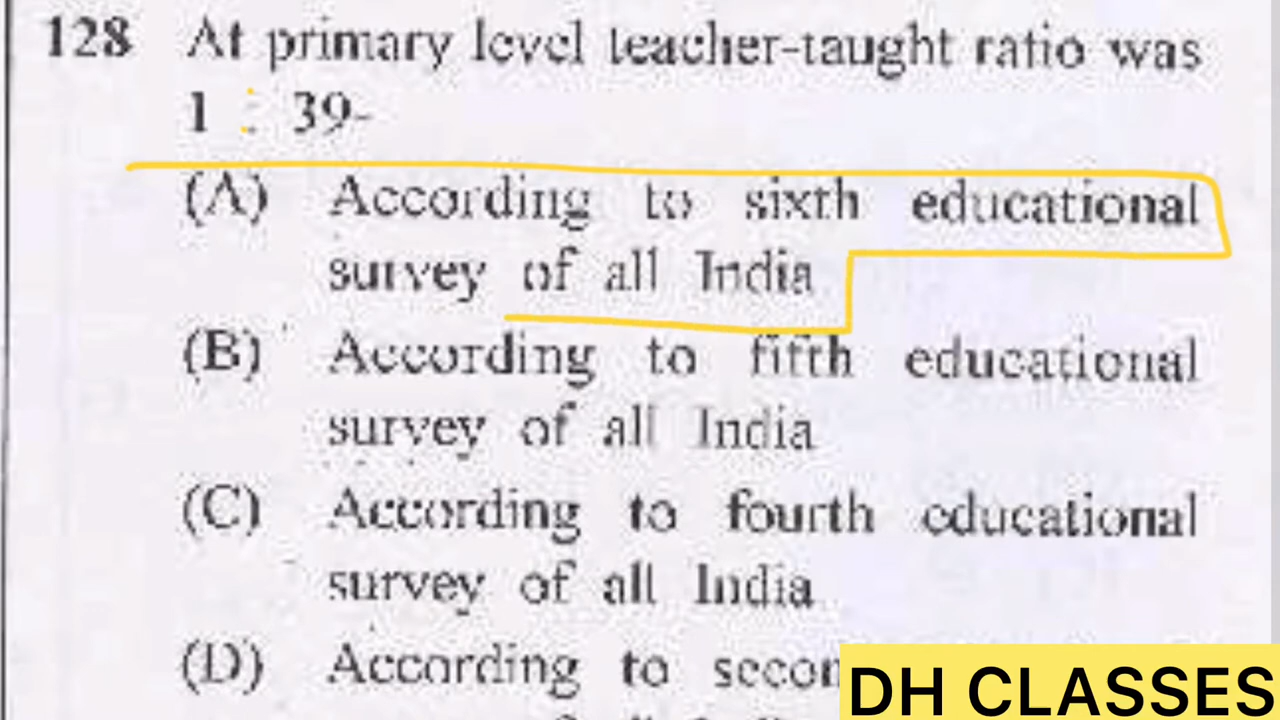 128 At primary level teacher-taught ratio was
1 : 39-
(A) According to sixth educational
survey of all India
(B) According to fifth educational
survey of all India
(C) According to fourth educational
survey of all India
(D) According to
DH CLASSES